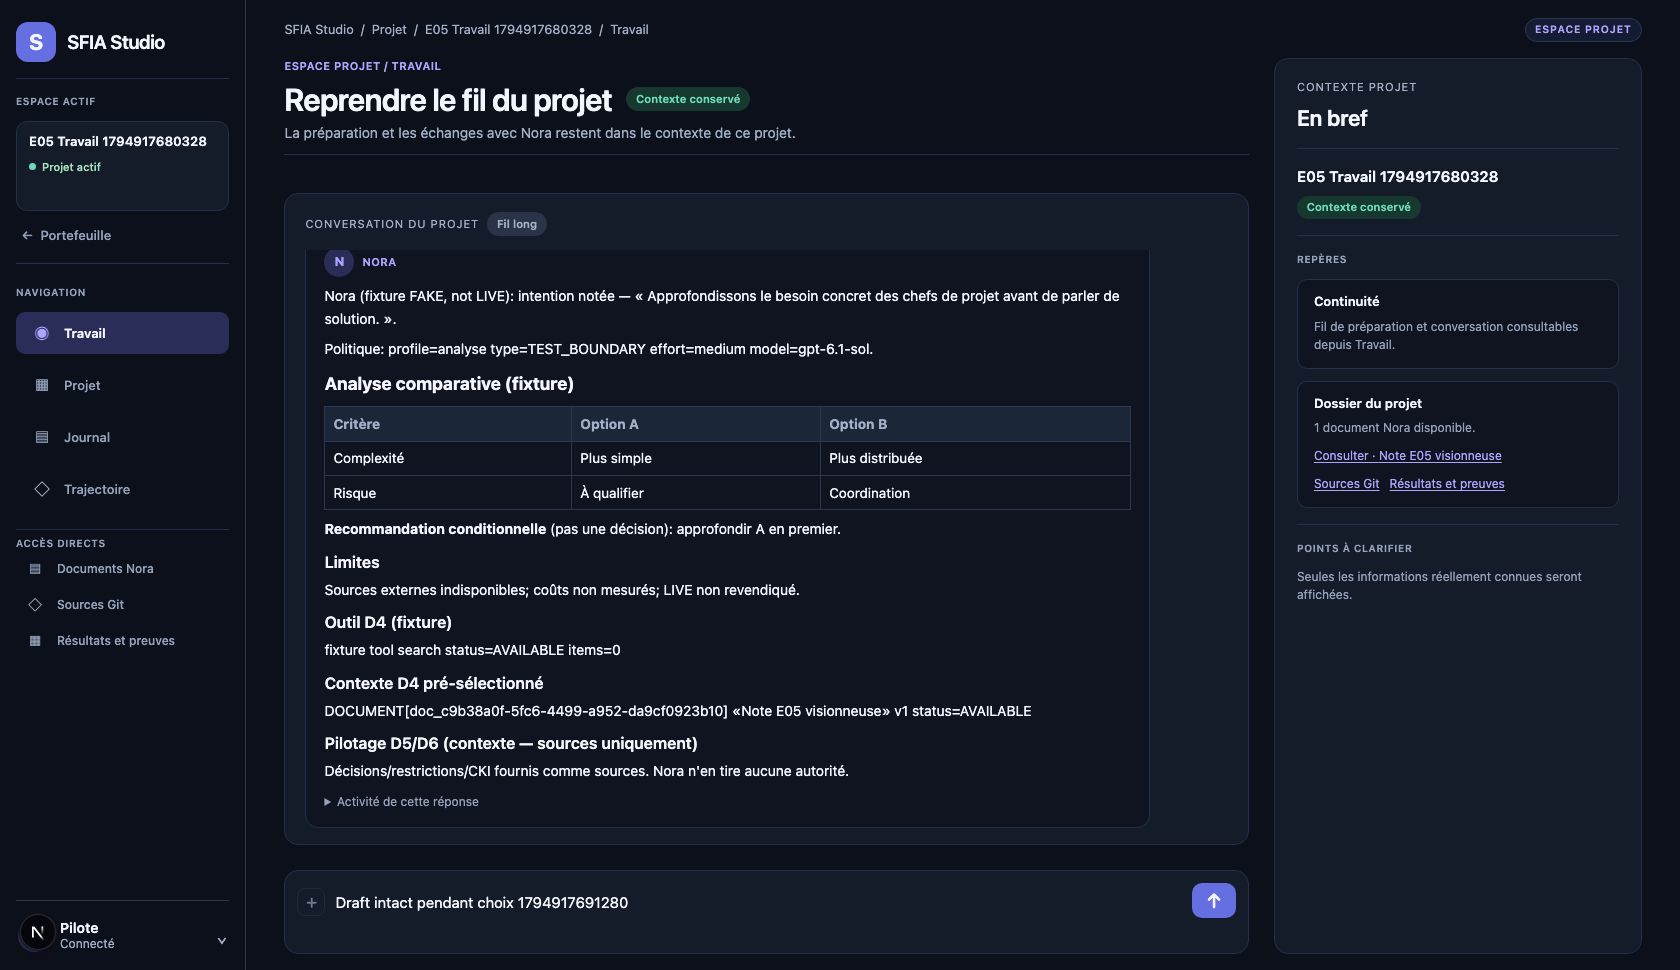 S SFIA Studio
ESPACE ACTIF
E05 Travail 1794917680328
Projet actif
← Portefeuille
NAVIGATION
Travail
Projet
Journal
Trajectoire
ACCÈS DIRECTS
Documents Nora
Sources Git
Résultats et preuves
N Pilote
Connecté
SFIA Studio / Projet / E05 Travail 1794917680328 / Travail
ESPACE PROJET / TRAVAIL
Reprendre le fil du projet Contexte conservé
La préparation et les échanges avec Nora restent dans le contexte de ce projet.
CONVERSATION DU PROJET Fil long
N NORA
Nora (fixture FAKE, not LIVE): intention notée — « Approfondissons le besoin concret des chefs de projet avant de parler de
solution. ».
Politique: profile=analyse type=TEST_BOUNDARY effort=medium model=gpt-6.1-sol.
Analyse comparative (fixture)
Critère Option A Option B
Complexité Plus simple Plus distribuée
Risque À qualifier Coordination
Recommandation conditionnelle (pas une décision): approfondir A en premier.
Limites
Sources externes indisponibles; coûts non mesurés; LIVE non revendiqué.
Outil D4 (fixture)
fixture tool search status=AVAILABLE items=0
Contexte D4 pré-sélectionné
DOCUMENT[doc_c9b38a0f-5fc6-4499-a952-da9cf0923b10] «Note E05 visionneuse» v1 status=AVAILABLE
Pilotage D5/D6 (contexte — sources uniquement)
Décisions/restrictions/CKI fournis comme sources. Nora n'en tire aucune autorité.
Activité de cette réponse
+ Draft intact pendant choix 1794917691280
ESPACE PROJET
CONTEXTE PROJET
En bref
E05 Travail 1794917680328
Contexte conservé
REPÈRES
Continuité
Fil de préparation et conversation consultables
depuis Travail.
Dossier du projet
1 document Nora disponible.
Consulter · Note E05 visionneuse
Sources Git Résultats et preuves
POINTS À CLARIFIER
Seules les informations réellement connues seront
affichées.